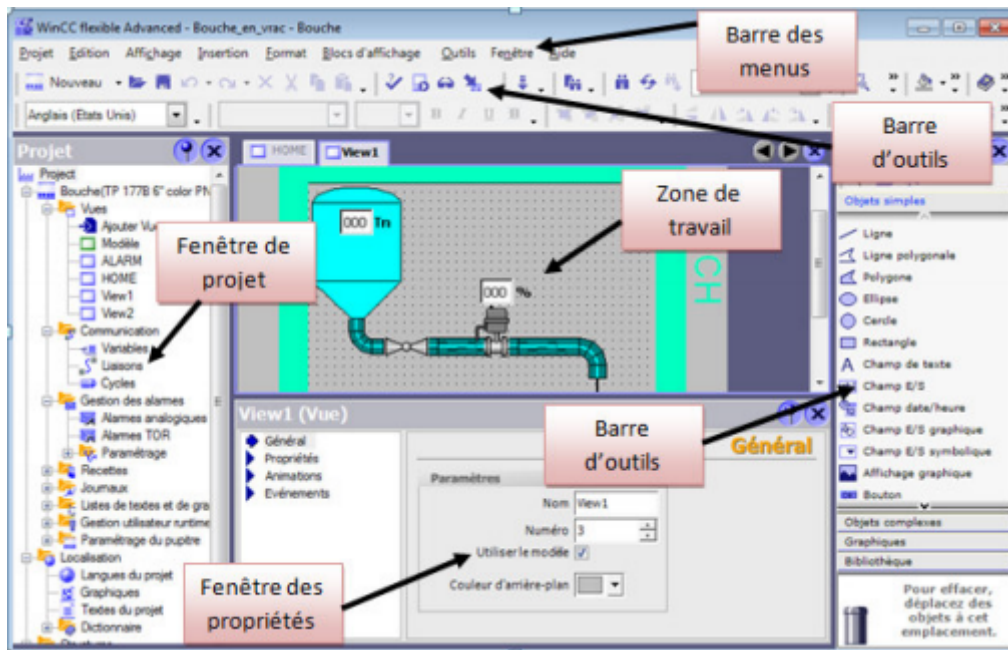 WinCC flexible Advanced - Bouche_en_vrac - Bouche
Projet Edition Affichage Insertion Format Blocs d'affichage Outils Fenêtre Aide
Barre des
menus
Nouveau
Anglais (Etats Unis)
Barre
d'outils
Projet
HOME
View1
Project
Bouche(TP 177B 6" color PN
Vues
Ajouter Vue
Modèle
ALARM
HOME
View1
View2
Communication
Variables
Liaisons
Cycles
Gestion des alarmes
Alarmes analogiques
Alarmes TOR
Paramétrage
Recettes
Journaux
Listes de textes et de gra
Gestion utilisateur runtime
Paramétrage du pupitre
Localisation
Langues du projet
Graphiques
Textes du projet
Dictionnaire
Structures
Fenêtre de
projet
000 Tn
000 %
CH
Zone de
travail
Objets simples
Ligne
Ligne polygonale
Polygone
Ellipse
Cercle
Rectangle
Champ de texte
Champ E/S
Champ date/heure
Champ E/S graphique
Champ E/S symbolique
Affichage graphique
Bouton
Objets complexes
Graphiques
Bibliothèque
Pour effacer,
déplacez des
objets à cet
emplacement.
Barre
d'outils
View1 (Vue)
Général
Propriétés
Animations
Evénements
Général
Paramètres
Nom View1
Numéro 3
Utiliser le modèle
Couleur d'arrière-plan
Fenêtre des
propriétés